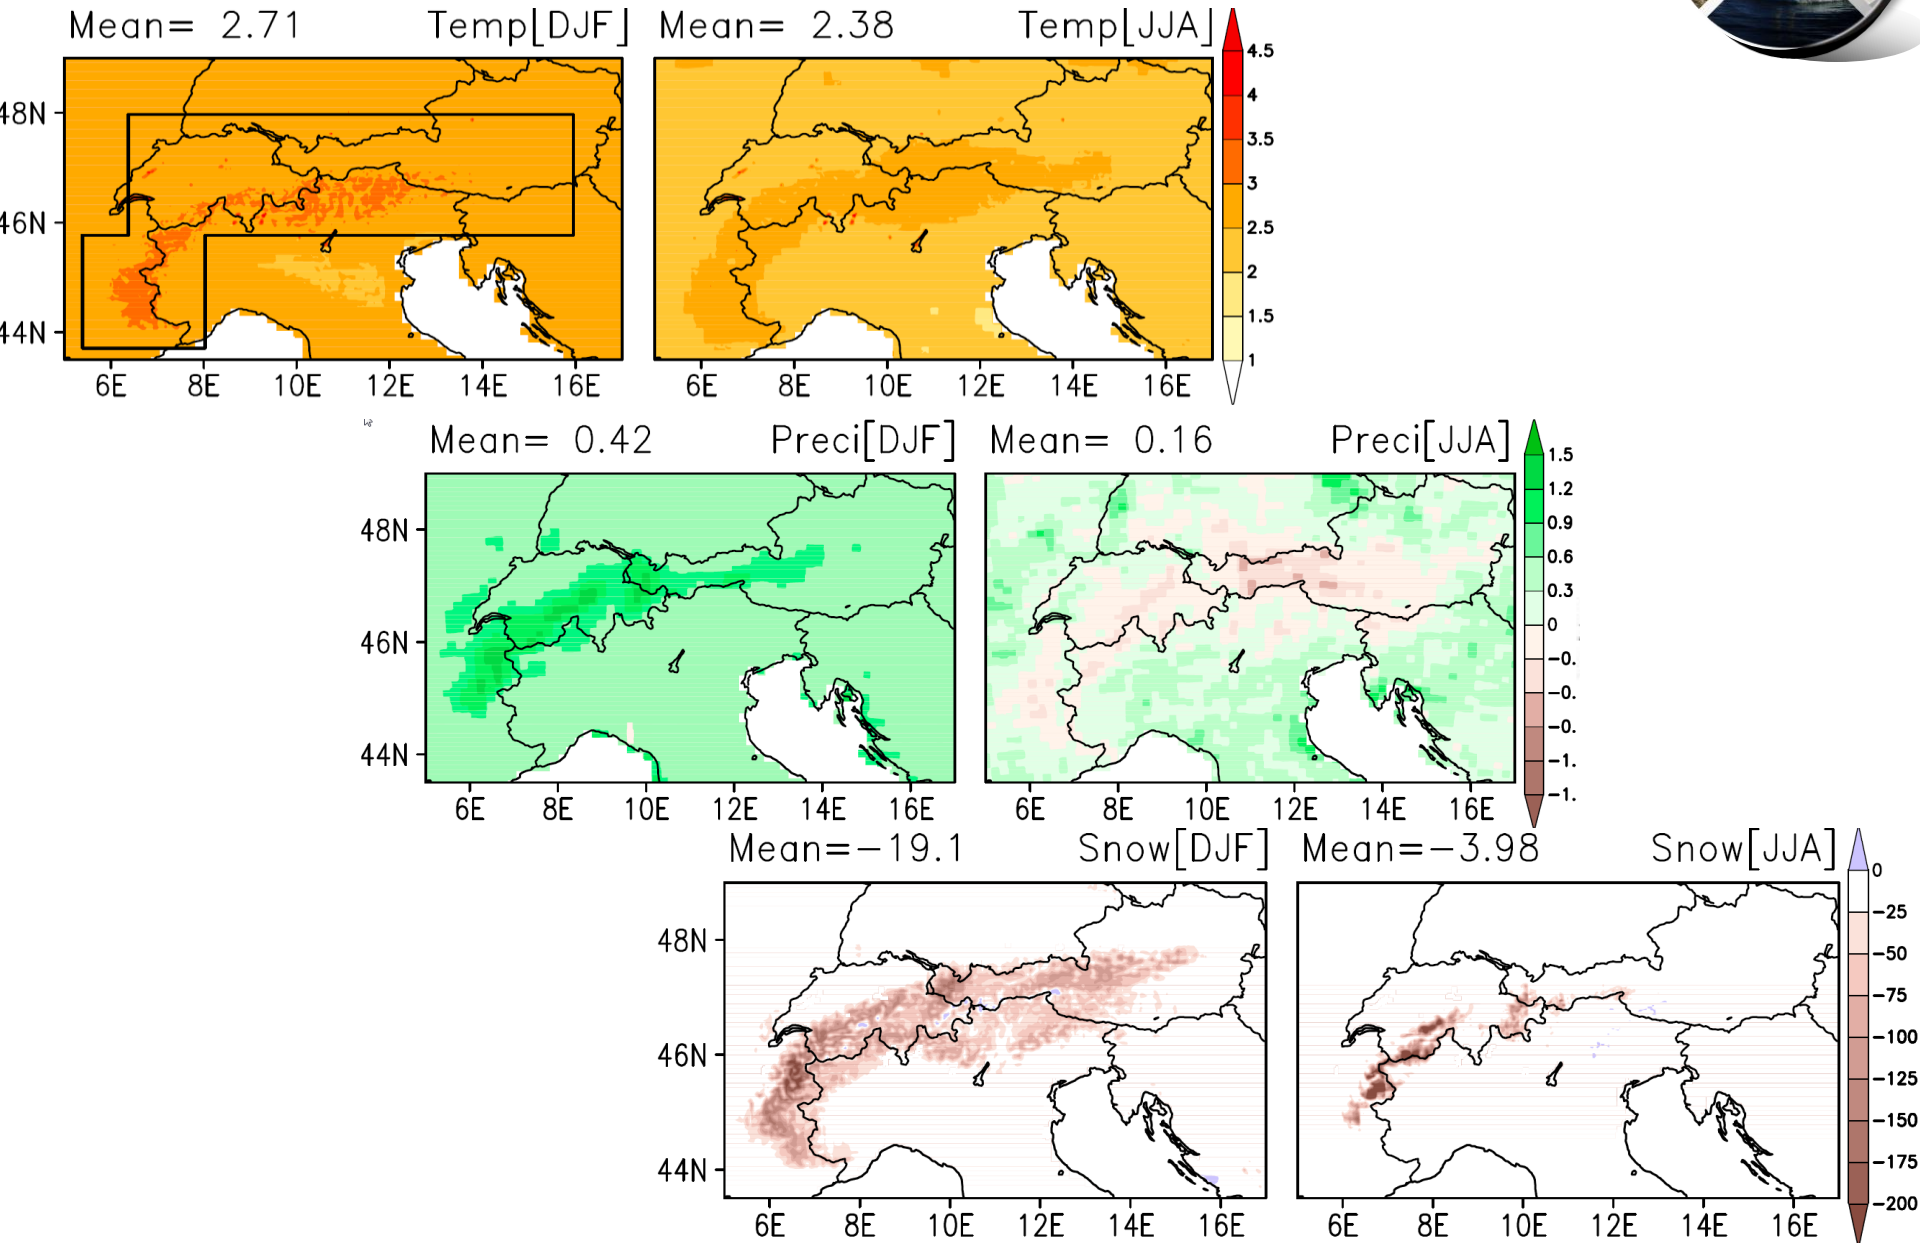 Mean= 2.71 Temp[DJF]
Mean= 2.38 Temp[JJA]
48N
46N
44N
6E 8E 10E 12E 14E 16E
6E 8E 10E 12E 14E 16E
4.5
4
3.5
3
2.5
2
1.5
1
Mean= 0.42 Preci[DJF]
Mean= 0.16 Preci[JJA]
48N
46N
44N
6E 8E 10E 12E 14E 16E
6E 8E 10E 12E 14E 16E
1.5
1.2
0.9
0.6
0.3
0
-0.
-0.
-0.
-1.
-1.
Mean=-19.1 Snow[DJF]
Mean=-3.98 Snow[JJA]
48N
46N
44N
6E 8E 10E 12E 14E 16E
6E 8E 10E 12E 14E 16E
0
-25
-50
-75
-100
-125
-150
-175
-200